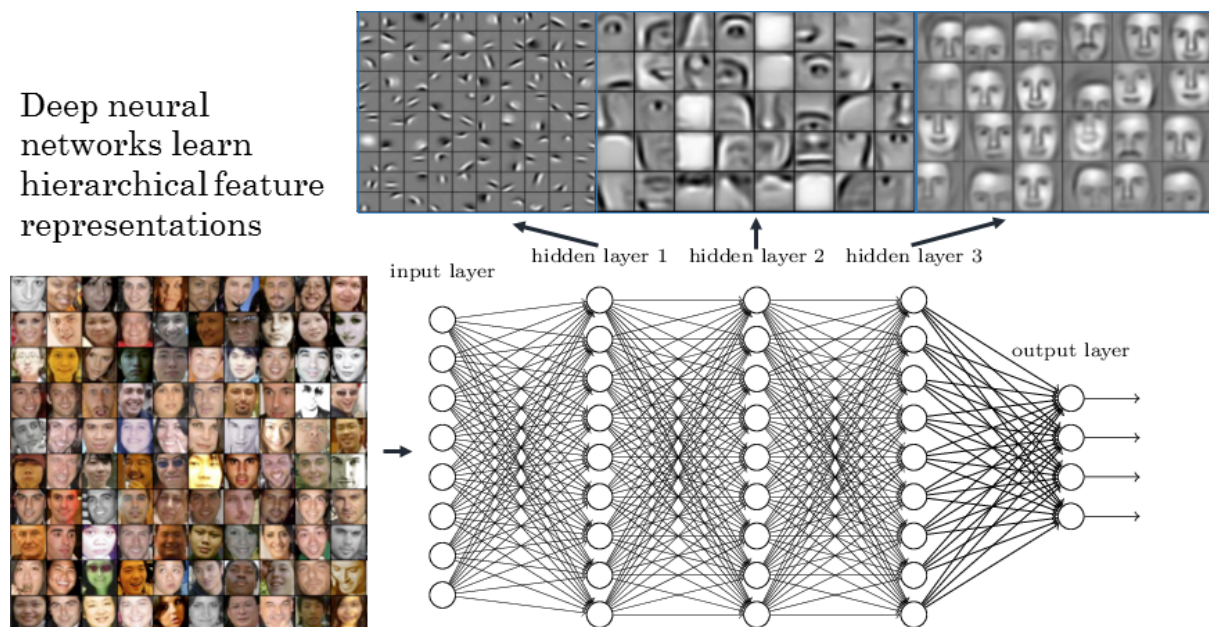 Deep neural
networks learn
hierarchical feature
representations
input layer
hidden layer 1
hidden layer 2
hidden layer 3
output layer